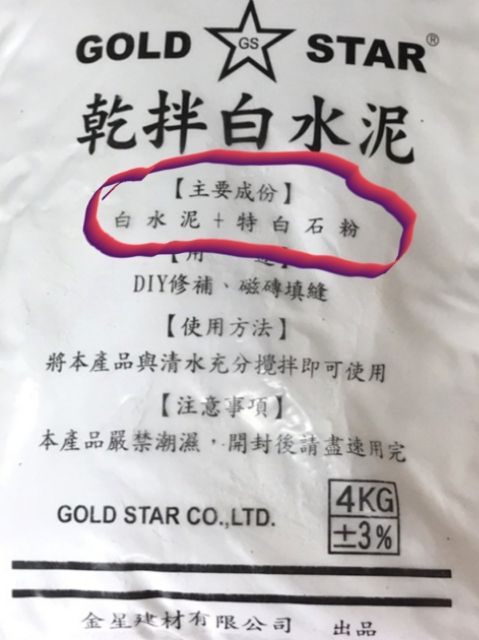 GOLD GS STAR®
乾拌白水泥
【主要成份】
白水泥+特白石粉
【用途】
DIY修補、磁磚填縫
【使用方法】
將本產品與清水充分攪拌即可使用
【注意事項】
本產品嚴禁潮濕，開封後請盡速用完
4KG
±3%
GOLD STAR CO.,LTD.
金星建材有限公司 出品